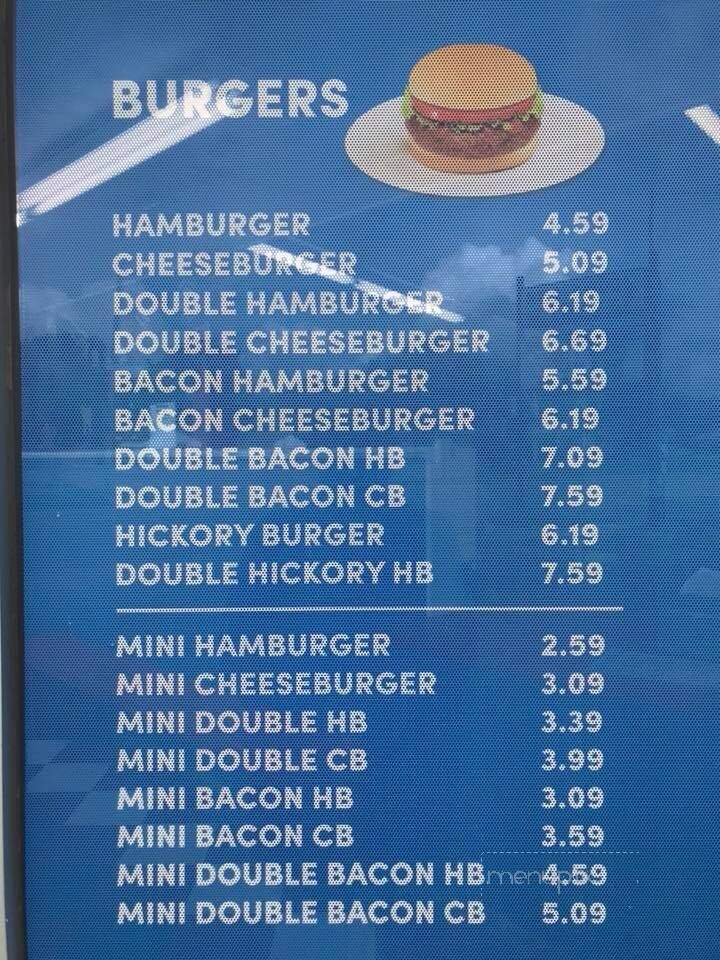 BURGERS
HAMBURGER 4.59
CHEESEBURGER 5.09
DOUBLE HAMBURGER 6.19
DOUBLE CHEESEBURGER 6.69
BACON HAMBURGER 5.59
BACON CHEESEBURGER 6.19
DOUBLE BACON HB 7.09
DOUBLE BACON CB 7.59
HICKORY BURGER 6.19
DOUBLE HICKORY HB 7.59
MINI HAMBURGER 2.59
MINI CHEESEBURGER 3.09
MINI DOUBLE HB 3.39
MINI DOUBLE CB 3.99
MINI BACON HB 3.09
MINI BACON CB 3.59
MINI DOUBLE BACON HB 4.59
MINI DOUBLE BACON CB 5.09